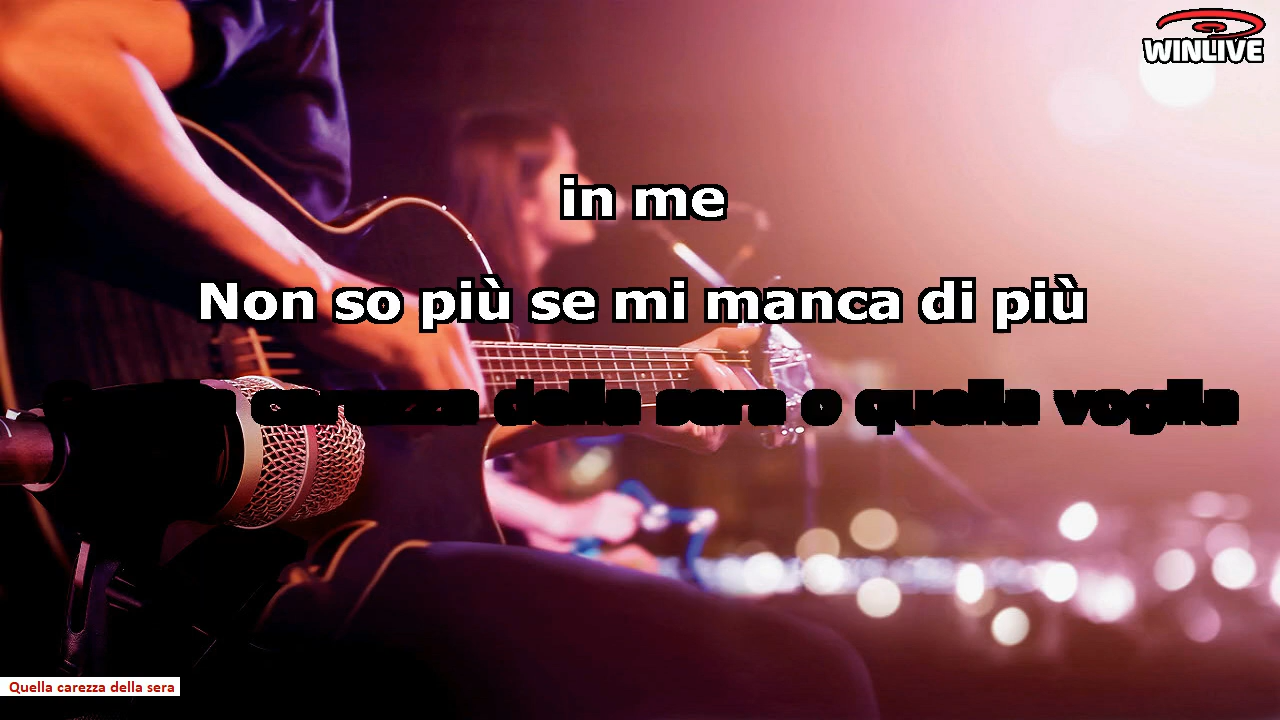 WINLIVE
in me
Non so più se mi manca di più
carezza della sera o quella voglia
Quella carezza della sera